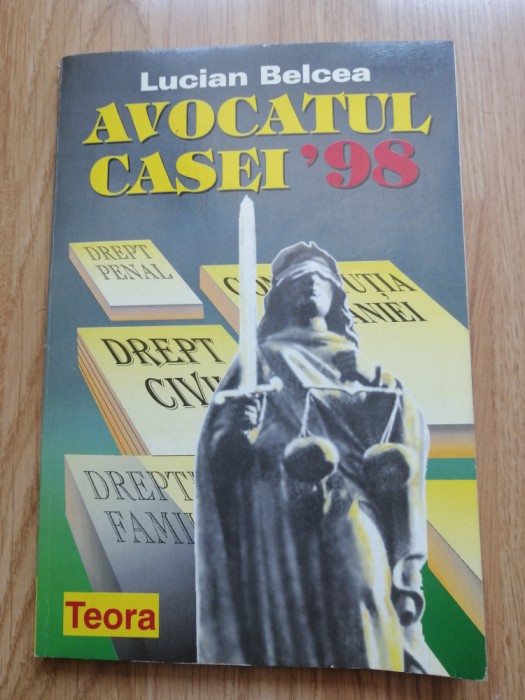 Lucian Belcea
AVOCATUL
CASEI '98
DREPT
PENAL
DREPT
Teora